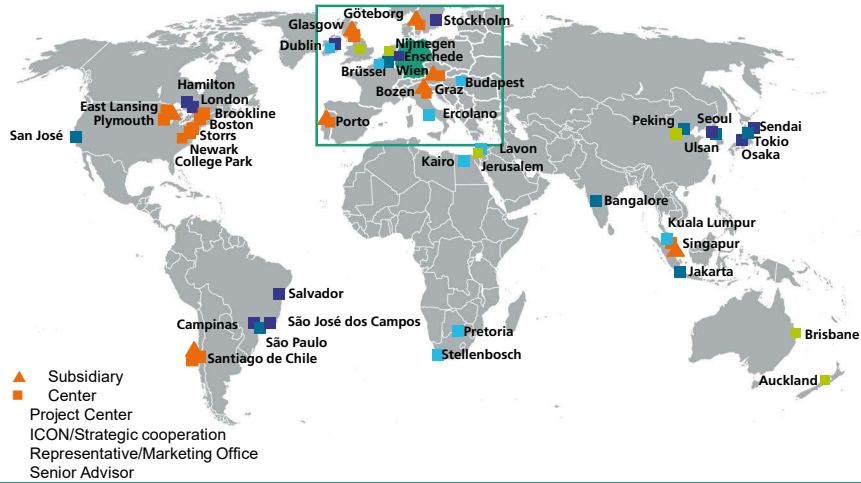 Göteborg
Stockholm
Glasgow
Dublin
Nijmegen
Enschede
Brüssel
Wien
Budapest
Bozen
Graz
Ercolano
Porto
Hamilton
London
East Lansing
Brookline
Plymouth
Boston
San José
Storrs
Newark
College Park
Peking
Seoul
Sendai
Ulsan
Tokio
Osaka
Lavon
Kairo
Jerusalem
Bangalore
Kuala Lumpur
Singapur
Jakarta
Salvador
Campinas
São José dos Campos
São Paulo
Santiago de Chile
Pretoria
Stellenbosch
Brisbane
Auckland
Subsidiary
Center
Project Center
ICON/Strategic cooperation
Representative/Marketing Office
Senior Advisor